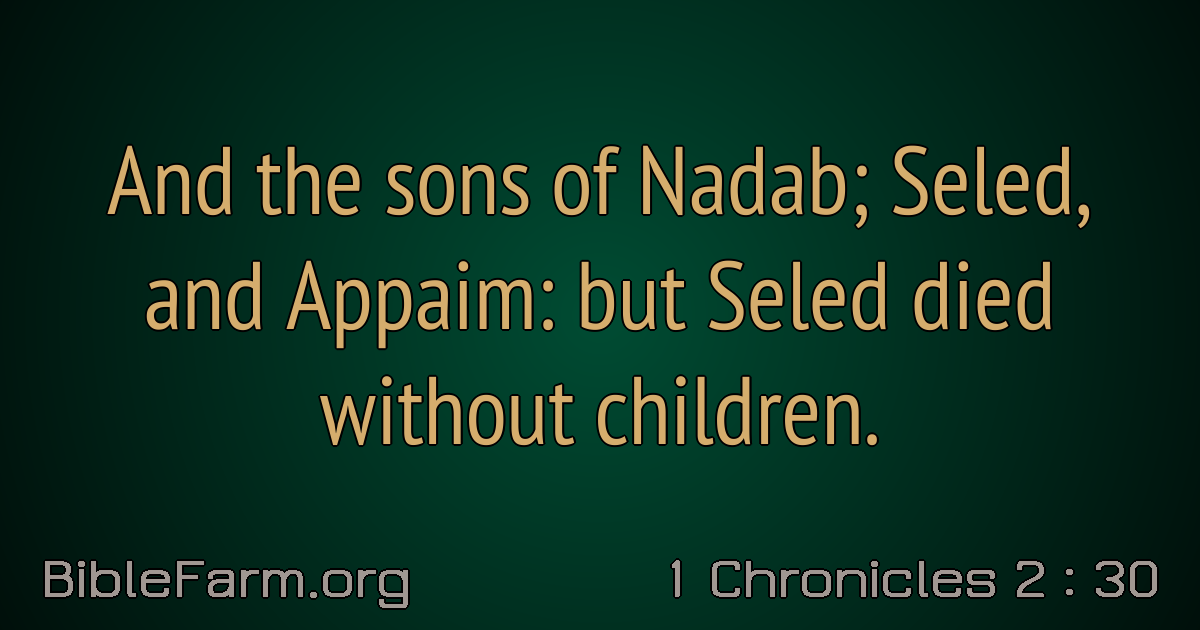 And the sons of Nadab; Seled,
and Appaim: but Seled died
without children.
BibleFarm.org
1 Chronicles 2 : 30